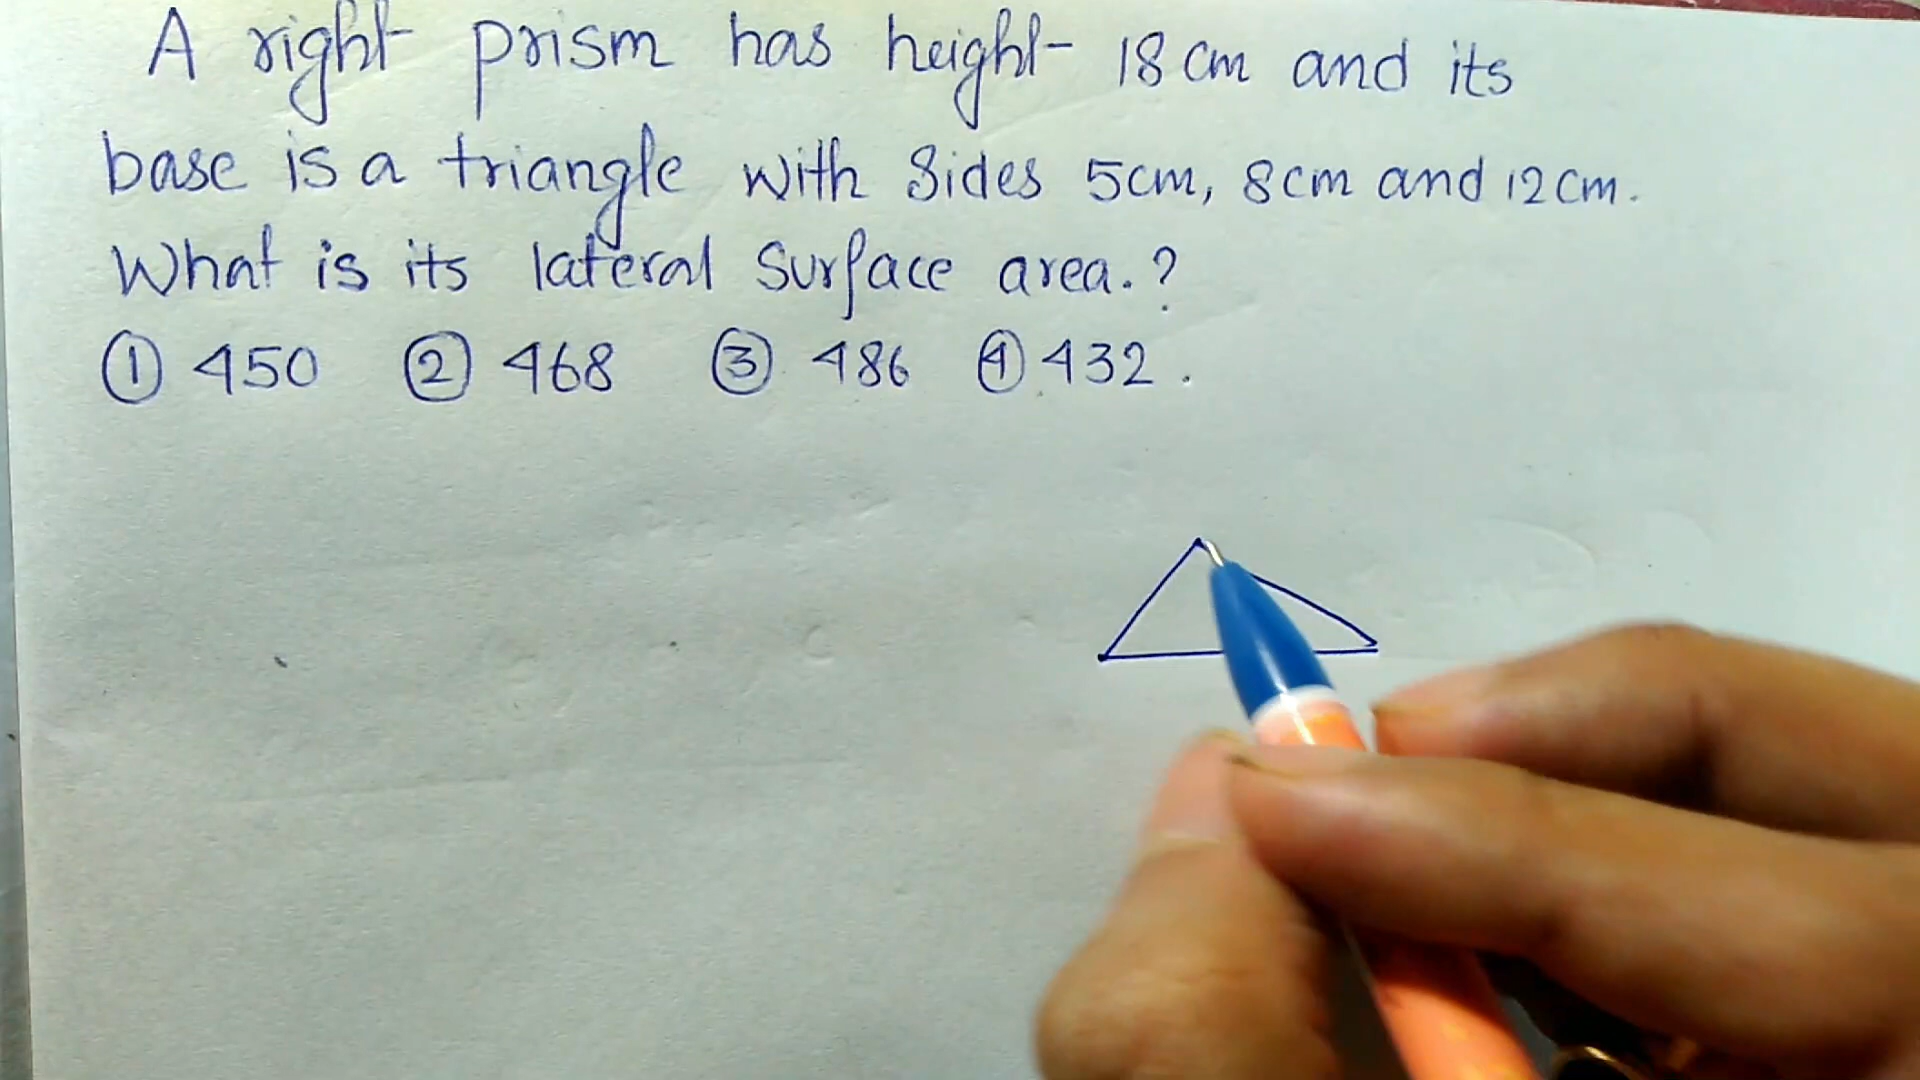 A right prism has height 18 cm and its
base is a triangle with sides 5cm, 8cm and 12cm.
What is its lateral surface area.?
① 450 ② 468 ③ 486 ④ 432.